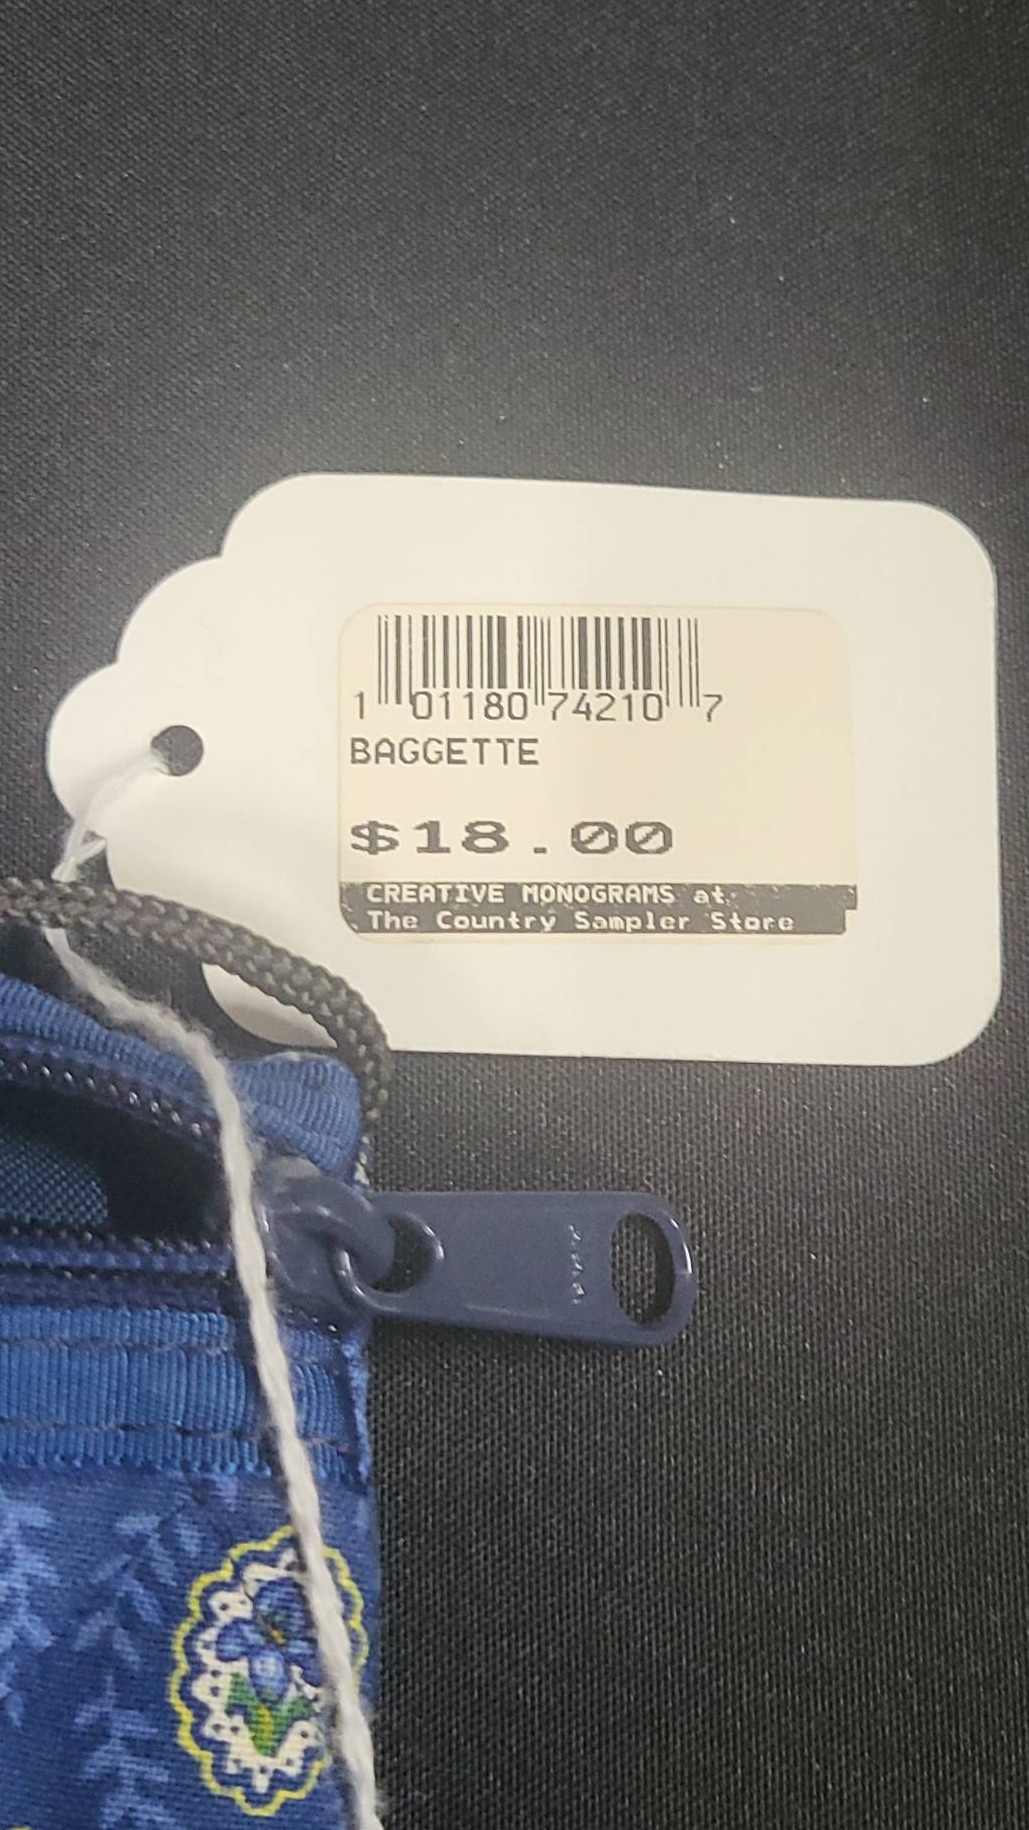 1 01180 74210 7
BAGGETTE
$18.00
CREATIVE MONOGRAMS at
The Country Sampler Store